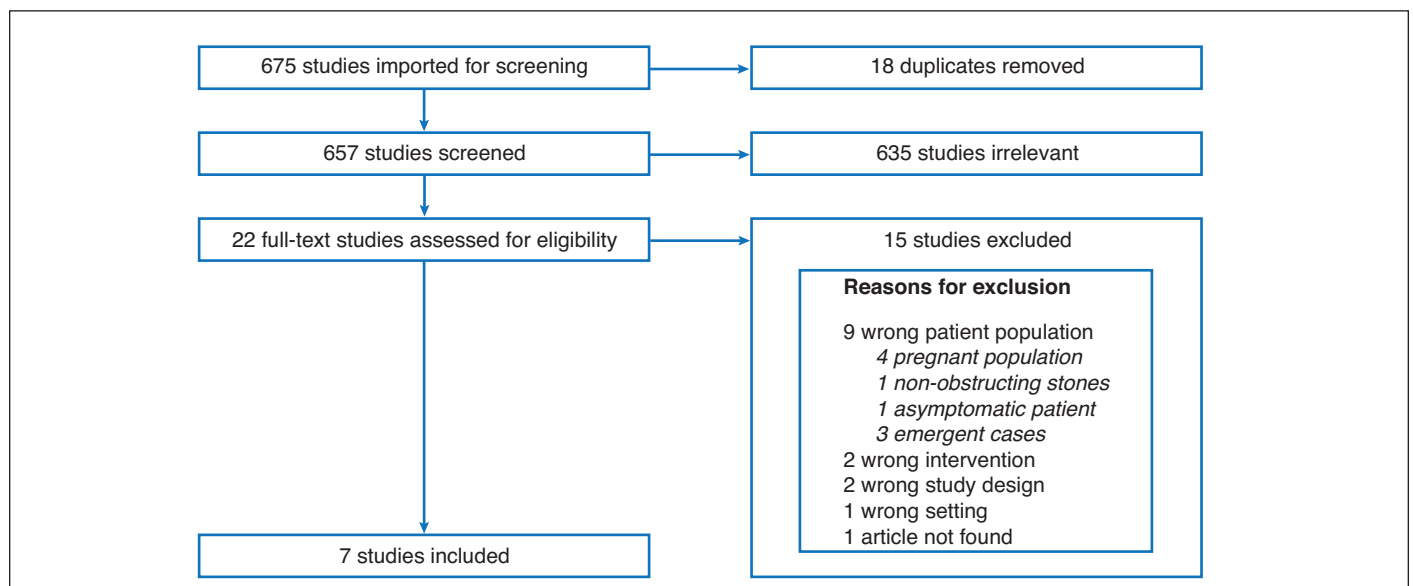 675 studies imported for screening
18 duplicates removed
657 studies screened
635 studies irrelevant
22 full-text studies assessed for eligibility
15 studies excluded
Reasons for exclusion
9 wrong patient population
4 pregnant population
1 non-obstructing stones
1 asymptomatic patient
3 emergent cases
2 wrong intervention
2 wrong study design
1 wrong setting
1 article not found
7 studies included